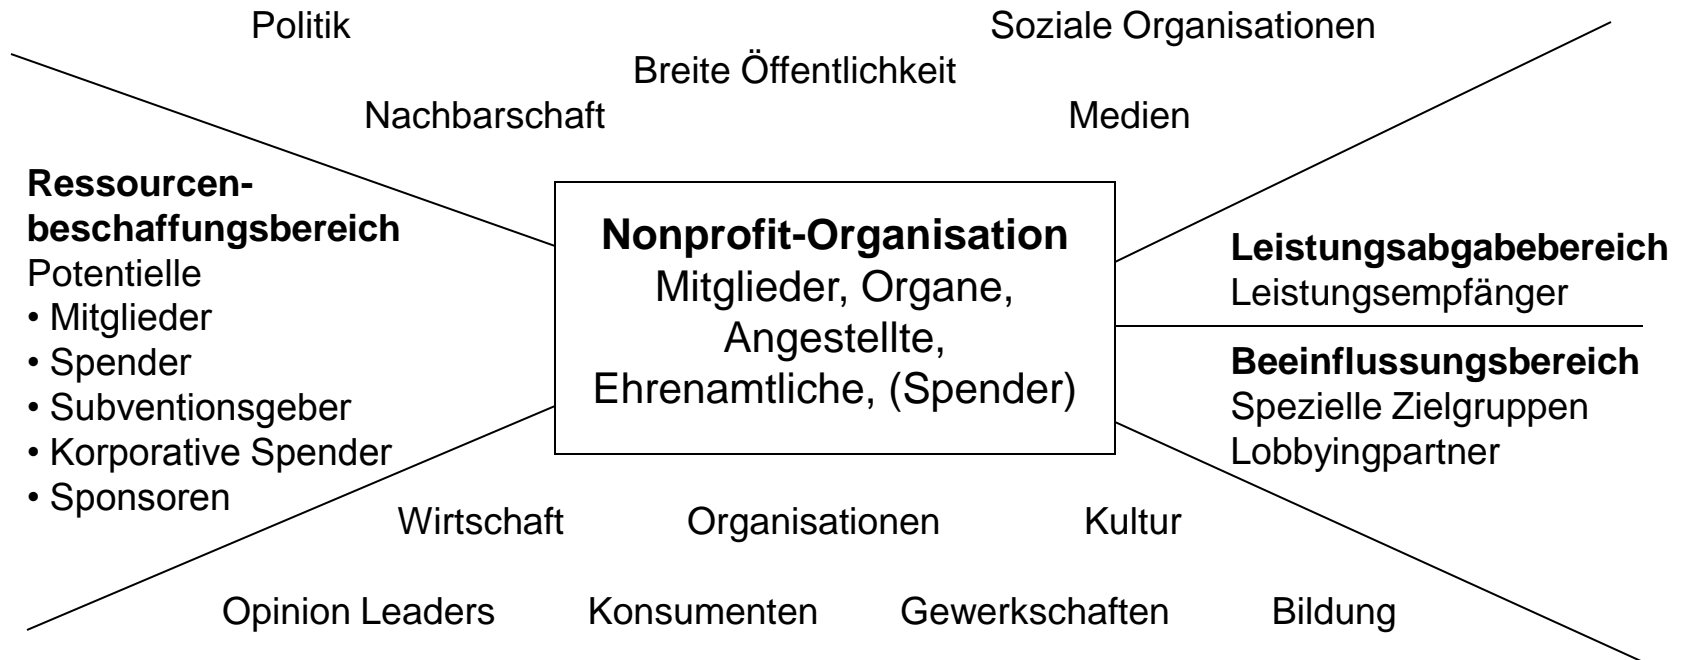 Politik
Soziale Organisationen
Breite Öffentlichkeit
Nachbarschaft
Medien
Ressourcen-
beschaffungsbereich
Potentielle
• Mitglieder
• Spender
• Subventionsgeber
• Korporative Spender
• Sponsoren
Nonprofit-Organisation
Mitglieder, Organe,
Angestellte,
Ehrenamtliche, (Spender)
Leistungsabgabebereich
Leistungsempfänger
Beeinflussungsbereich
Spezielle Zielgruppen
Lobbyingpartner
Wirtschaft
Organisationen
Kultur
Opinion Leaders
Konsumenten
Gewerkschaften
Bildung